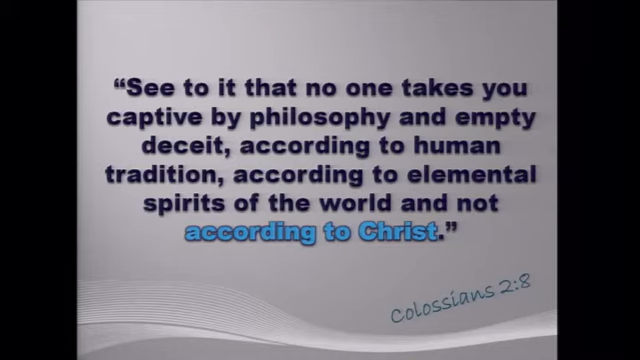 “See to it that no one takes you
captive by philosophy and empty
deceit, according to human
tradition, according to elemental
spirits of the world and not
according to Christ.”
Colossians 2:8